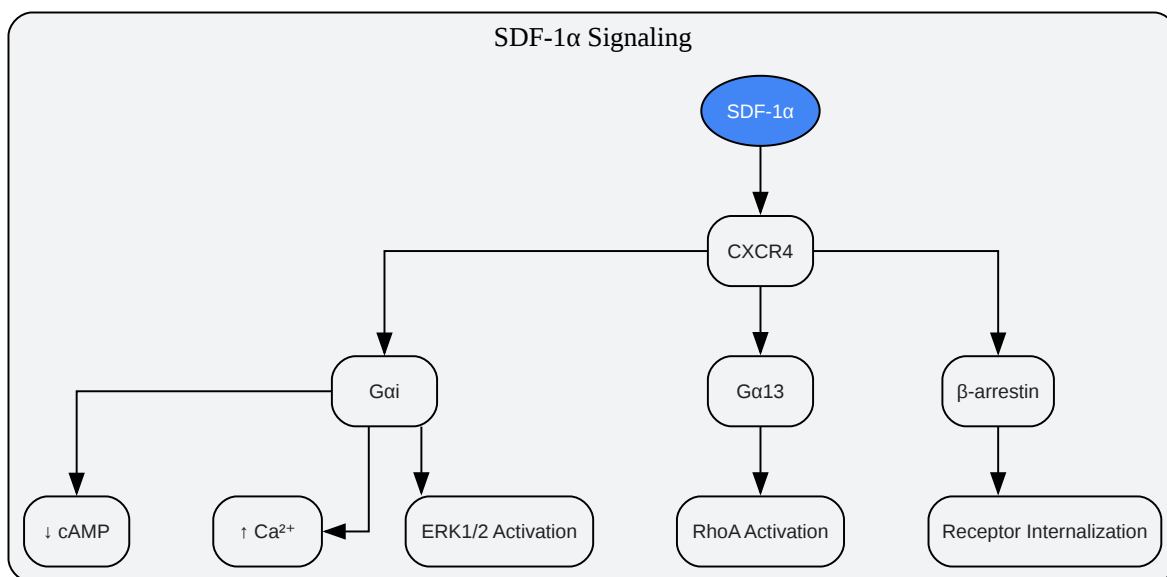 SDF-1α Signaling
SDF-1α
CXCR4
Gαi
Gα13
β-arrestin
↓ cAMP
↑ Ca²⁺
ERK1/2 Activation
RhoA Activation
Receptor Internalization